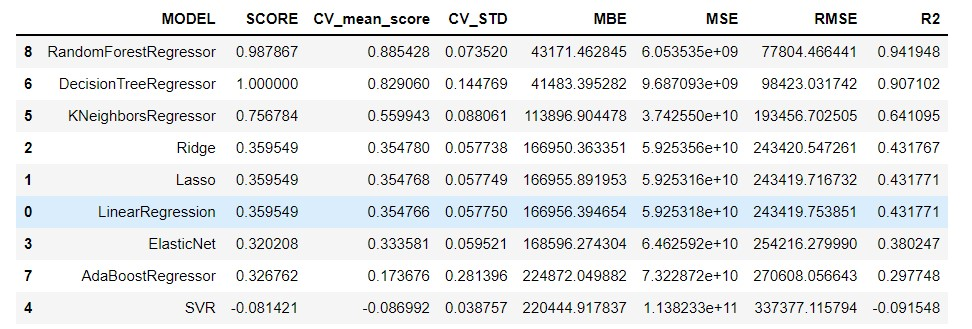 MODEL SCORE CV_mean_score CV_STD MBE MSE RMSE R2
8 RandomForestRegressor 0.987867 0.885428 0.073520 43171.462845 6.053535e+09 77804.466441 0.941948
6 DecisionTreeRegressor 1.000000 0.829060 0.144769 41483.395282 9.687093e+09 98423.031742 0.907102
5 KNeighborsRegressor 0.756784 0.559943 0.088061 113896.904478 3.742550e+10 193456.702505 0.641095
2 Ridge 0.359549 0.354780 0.057738 166950.363351 5.925356e+10 243420.547261 0.431767
1 Lasso 0.359549 0.354768 0.057749 166955.891953 5.925316e+10 243419.716732 0.431771
0 LinearRegression 0.359549 0.354766 0.057750 166956.394654 5.925318e+10 243419.753851 0.431771
3 ElasticNet 0.320208 0.333581 0.059521 168596.274304 6.462592e+10 254216.279990 0.380247
7 AdaBoostRegressor 0.326762 0.173676 0.281396 224872.049882 7.322872e+10 270608.056643 0.297748
4 SVR -0.081421 -0.086992 0.038757 220444.917837 1.138233e+11 337377.115794 -0.091548